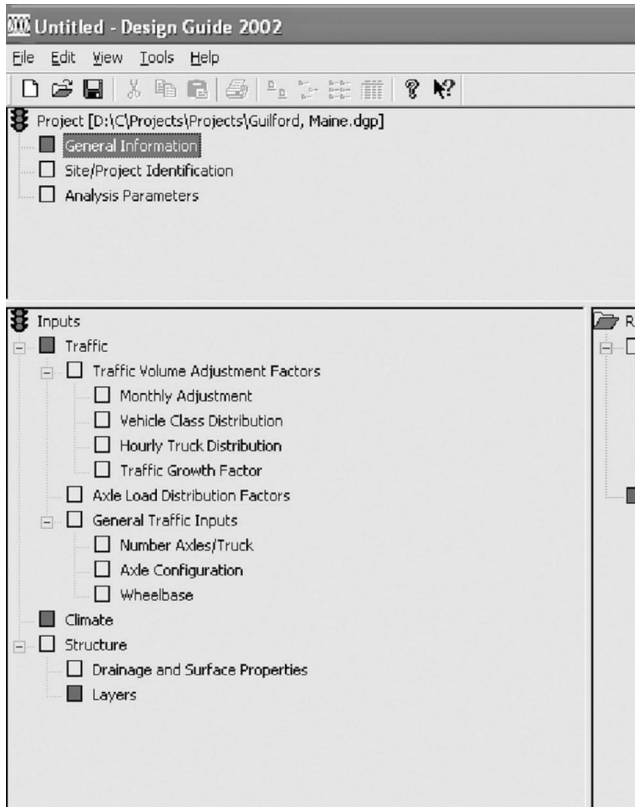 Untitled - Design Guide 2002
File Edit View Tools Help
Project [D:\C\Projects\Projects\Guilford, Maine.dgp]
General Information
Site/Project Identification
Analysis Parameters
Inputs
Traffic
Traffic Volume Adjustment Factors
Monthly Adjustment
Vehicle Class Distribution
Hourly Truck Distribution
Traffic Growth Factor
Axle Load Distribution Factors
General Traffic Inputs
Number Axles/Truck
Axle Configuration
Wheelbase
Climate
Structure
Drainage and Surface Properties
Layers
R